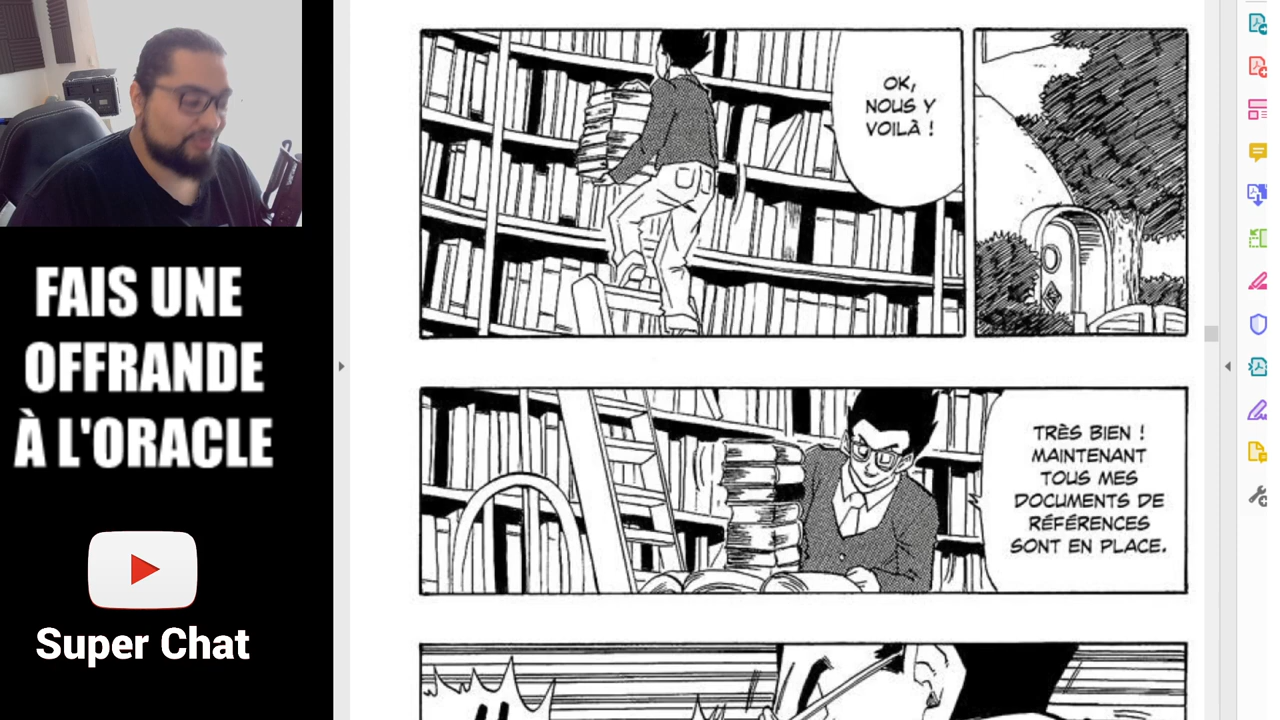 FAIS UNE
OFFRANDE
À L'ORACLE
Super Chat
OK,
NOUS Y
VOILÀ !
TRÈS BIEN !
MAINTENANT
TOUS MES
DOCUMENTS DE
RÉFÉRENCES
SONT EN PLACE.